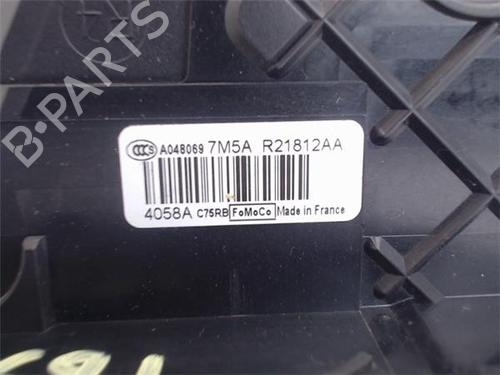 B-Parts
A048069 7M5A R21812AA
4058A C75RB FoMoCo Made in France